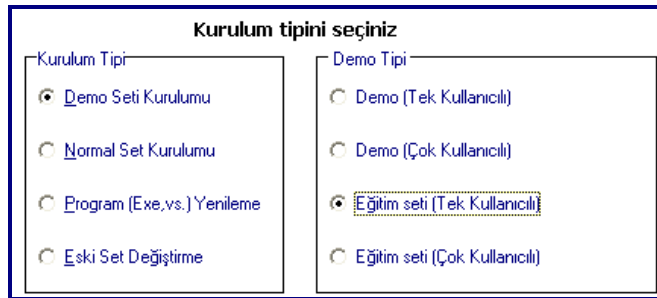 Kurulum tipini seçiniz
Kurulum Tipi
Demo Seti Kurulumu
Normal Set Kurulumu
Program (Exe,vs.) Yenileme
Eski Set Değiştirme
Demo Tipi
Demo (Tek Kullanıcılı)
Demo (Çok Kullanıcılı)
Eğitim seti (Tek Kullanıcılı)
Eğitim seti (Çok Kullanıcılı)